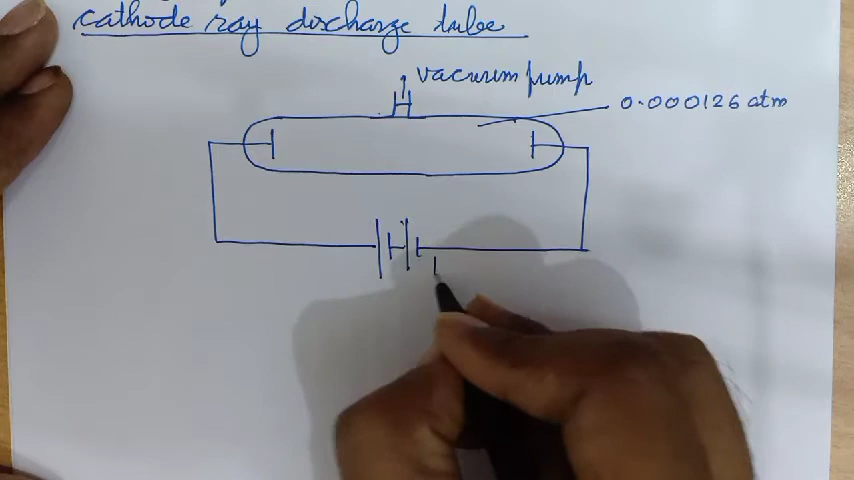 cathode ray discharge tube
vacuum pump
0.000126 atm